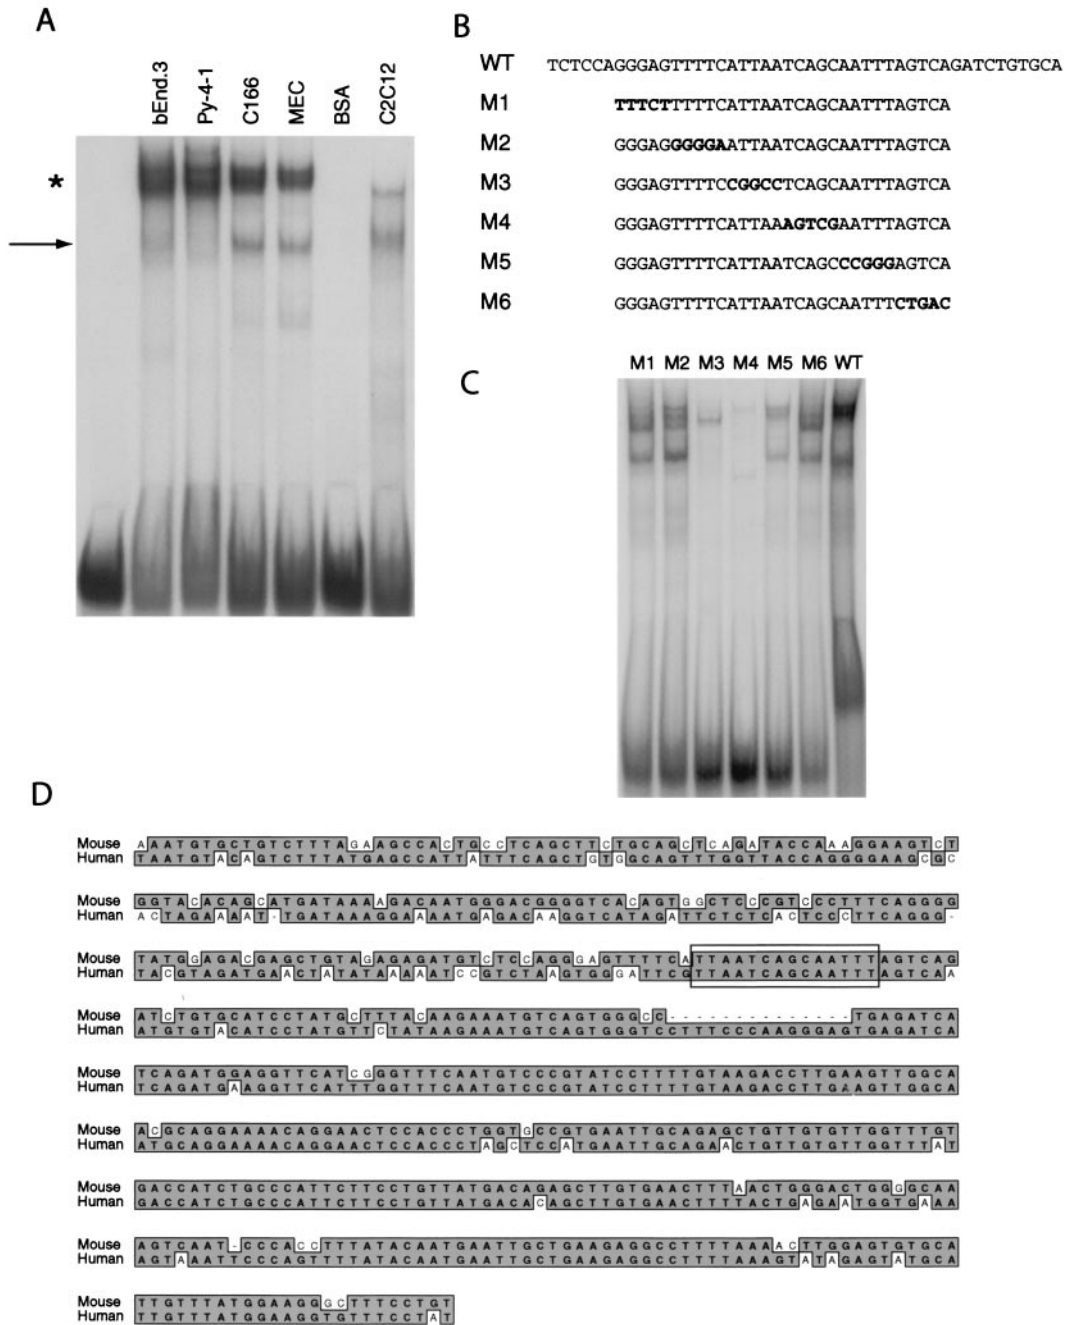 A
bEnd.3 Py-4-1 C166 MEC BSA C2C12
*
B
WT TCTCCAGGGAGTTTTCATTAATCAGCAATTTAGTCAGATCTGTGCA
M1 TTTCTTTTTCATTAATCAGCAATTTAGTCA
M2 GGGAGGGGGAATTAATCAGCAATTTAGTCA
M3 GGGAGTTTTCCGGCCTCAGCAATTTAGTCA
M4 GGGAGTTTTCATTAAAGTCGAATTTAGTCA
M5 GGGAGTTTTCATTAATCAGCCCGGGAGTCA
M6 GGGAGTTTTCATTAATCAGCAATTTCTGAC
C
M1 M2 M3 M4 M5 M6 WT
D
Mouse AAATGTGCTGTCTTTAGAAGCCACTGCCTCAGCTTCTGCAGCTCAGATACCAAAGGAAGTCT
Human TAATGTACAGTCTTTATGAGCCATTATTTCAGCTGTGGCAGTTTGGTTACCAGGGGAAGCGC
Mouse GGTACACAGCATGATAAAAGACAATGGGACGGGGTCACAGTGGCTCCCGTCCCTTTCAGGGG
Human ACTAGAAAAT-TGATAAAGGAAAATGAGACAAGGTCATAGATTCTCTCACTCCCTTCAGGG-
Mouse TATGGAGACGAGCTGTAGAGAGATGTCTCCAGGGAGTTTTCATTAATCAGCAATTTAGTCAG
Human TACGTAGATGAACTATATAAAAATCCGTCTAAGTGGGATTCGTTAATCAGCAATTTAGTCAA
Mouse ATCTGTGCATCCTATGCTTTACAAGAAATGTCAGTGGGCC--------------TGAGATCA
Human ATGTGTACATCCTATGTTCTATAAGAAATGTCAGTGGGTCCTTTCCCAAGGGAGTGAGATCA
Mouse TCAGATGGAGGTTCATCGGGTTTCAATGTCCCGTATCCTTTTGTAAGACCTTGAAGTTGGCA
Human TCAGATGAAGGTTCATTTGGTTTCAATGTCCCGTATCCTTTTGTAAGACCTTGAAGTTGGCA
Mouse ACGCAGGAAAACAGGAACTCCACCCTGGTGCCGTGAATTGCAGAGCTGTTGTGTTGGTTTGT
Human ATGCAGGAAAACAGGAACTCCACCCTAGCTCCATGAATTGCAGAACTGTTGTGTTGGTTTAT
Mouse GACCATCTGCCCATTCTTCCTGTTATGACAGAGCTTGTGAACTTTAACTGGGACTGGGGCAA
Human GACCATCTGCCCATTCTTCCTGTTATGACACAGCTTGTGAACTTTTACTGAGAATGGTGAAA
Mouse AGTCAAT-CCCACCTTTATACAATGAATTGCTGAAGAGGCCTTTTAAAACTTGGAGTGTGCA
Human AGTAAATTCCCAGTTTTATACAATGAATTGCTGAAGAGGCCTTTTAAAGTATAGAGTATGCA
Mouse TTGTTTATGGAAGGGCTTTCCTGT
Human TTGTTTATGGAAGGTGTTTCCTAT